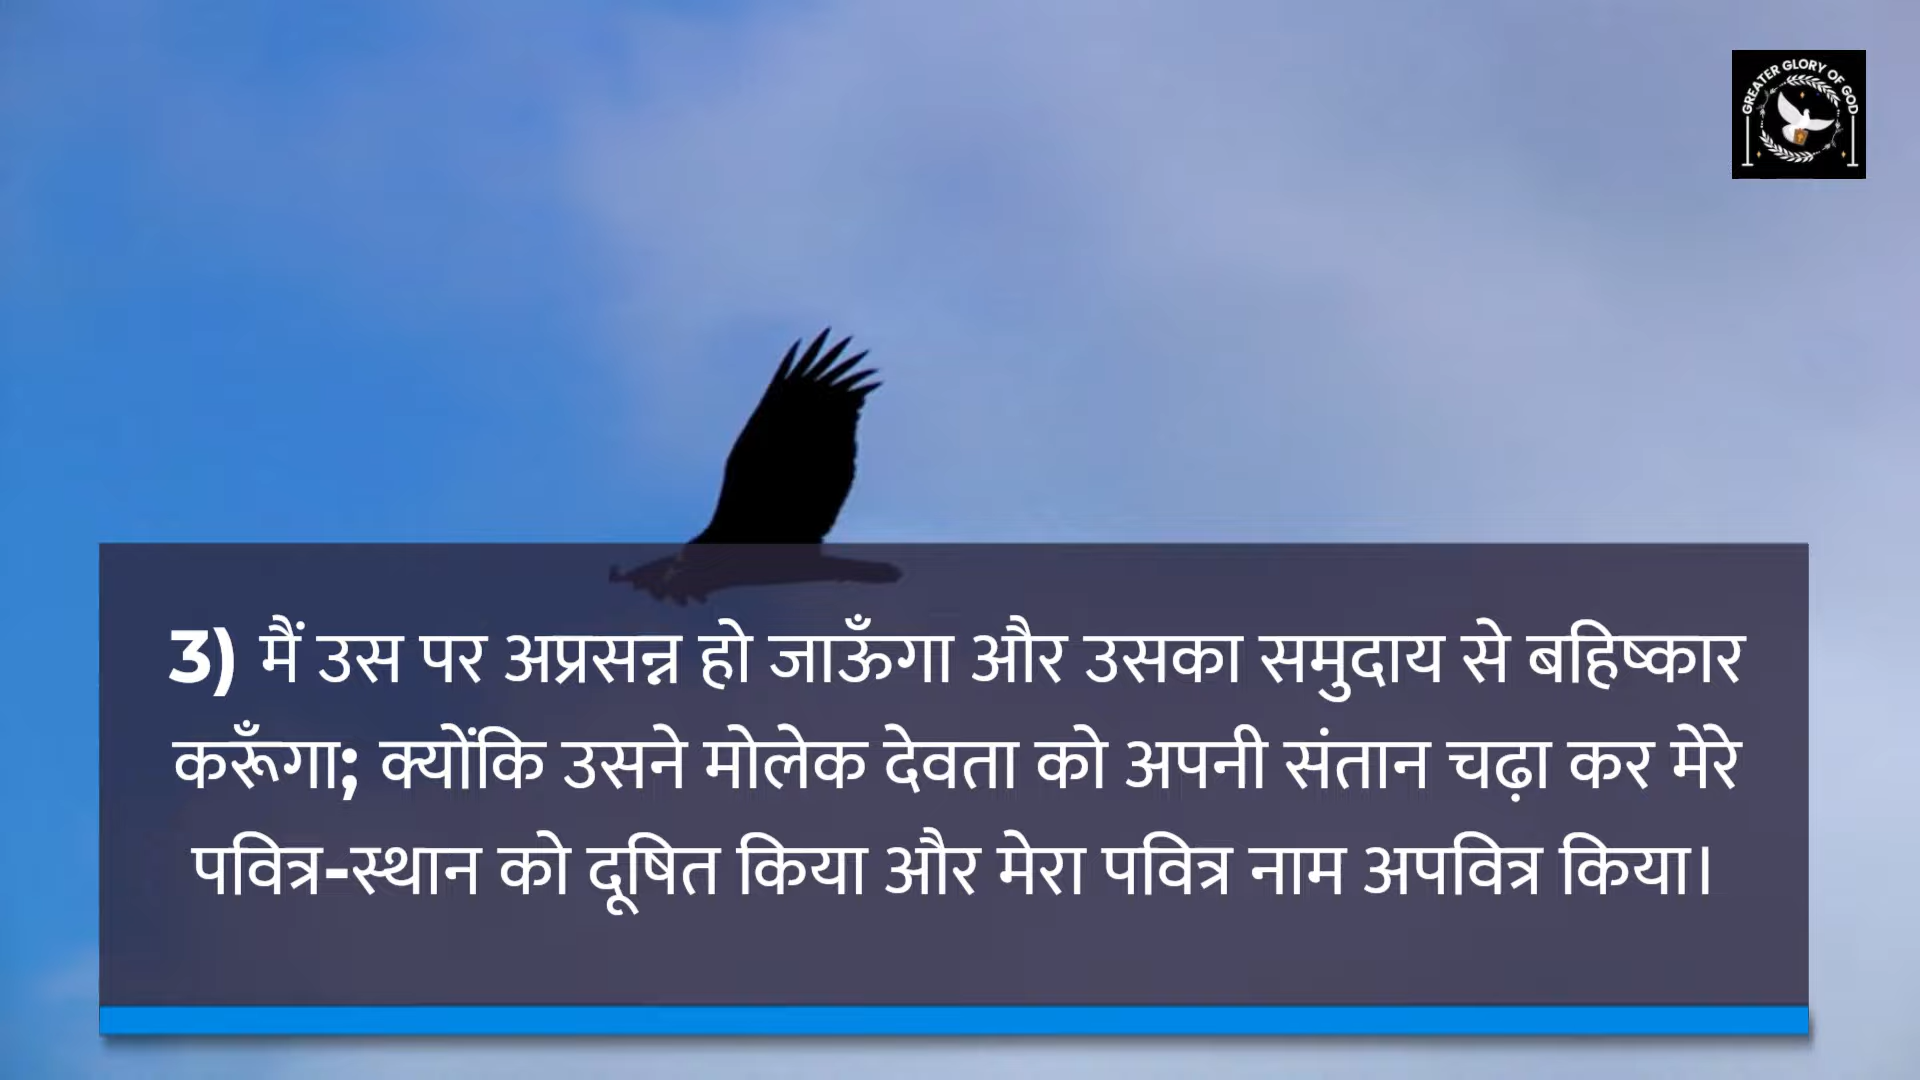 GREATER GLORY OF GOD
3) मैं उस पर अप्रसन्न हो जाऊँगा और उसका समुदाय से बहिष्कार
करूँगा; क्योंकि उसने मोलेक देवता को अपनी संतान चढ़ा कर मेरे
पवित्र-स्थान को दूषित किया और मेरा पवित्र नाम अपवित्र किया।